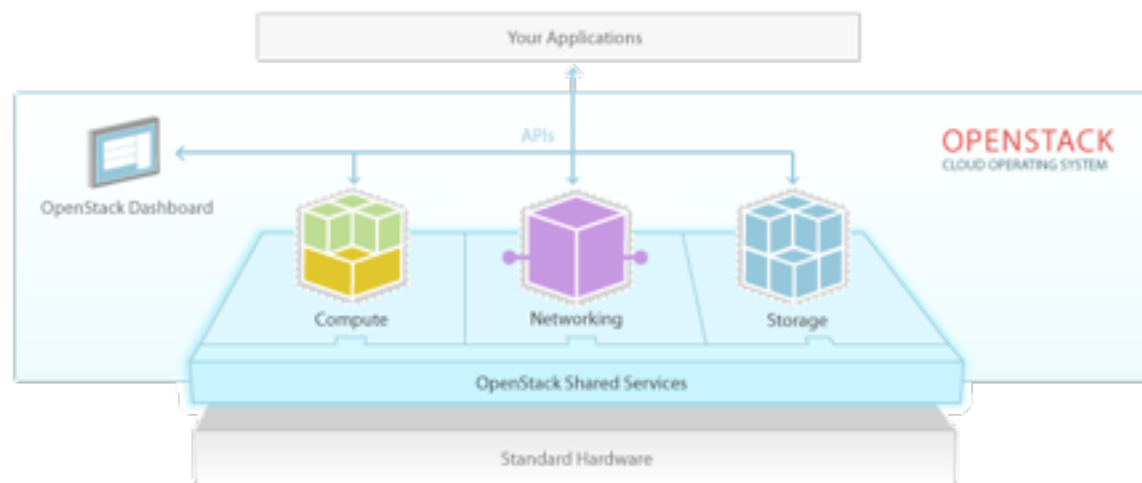 Your Applications
APIs
OPENSTACK
CLOUD OPERATING SYSTEM
OpenStack Dashboard
Compute
Networking
Storage
OpenStack Shared Services
Standard Hardware